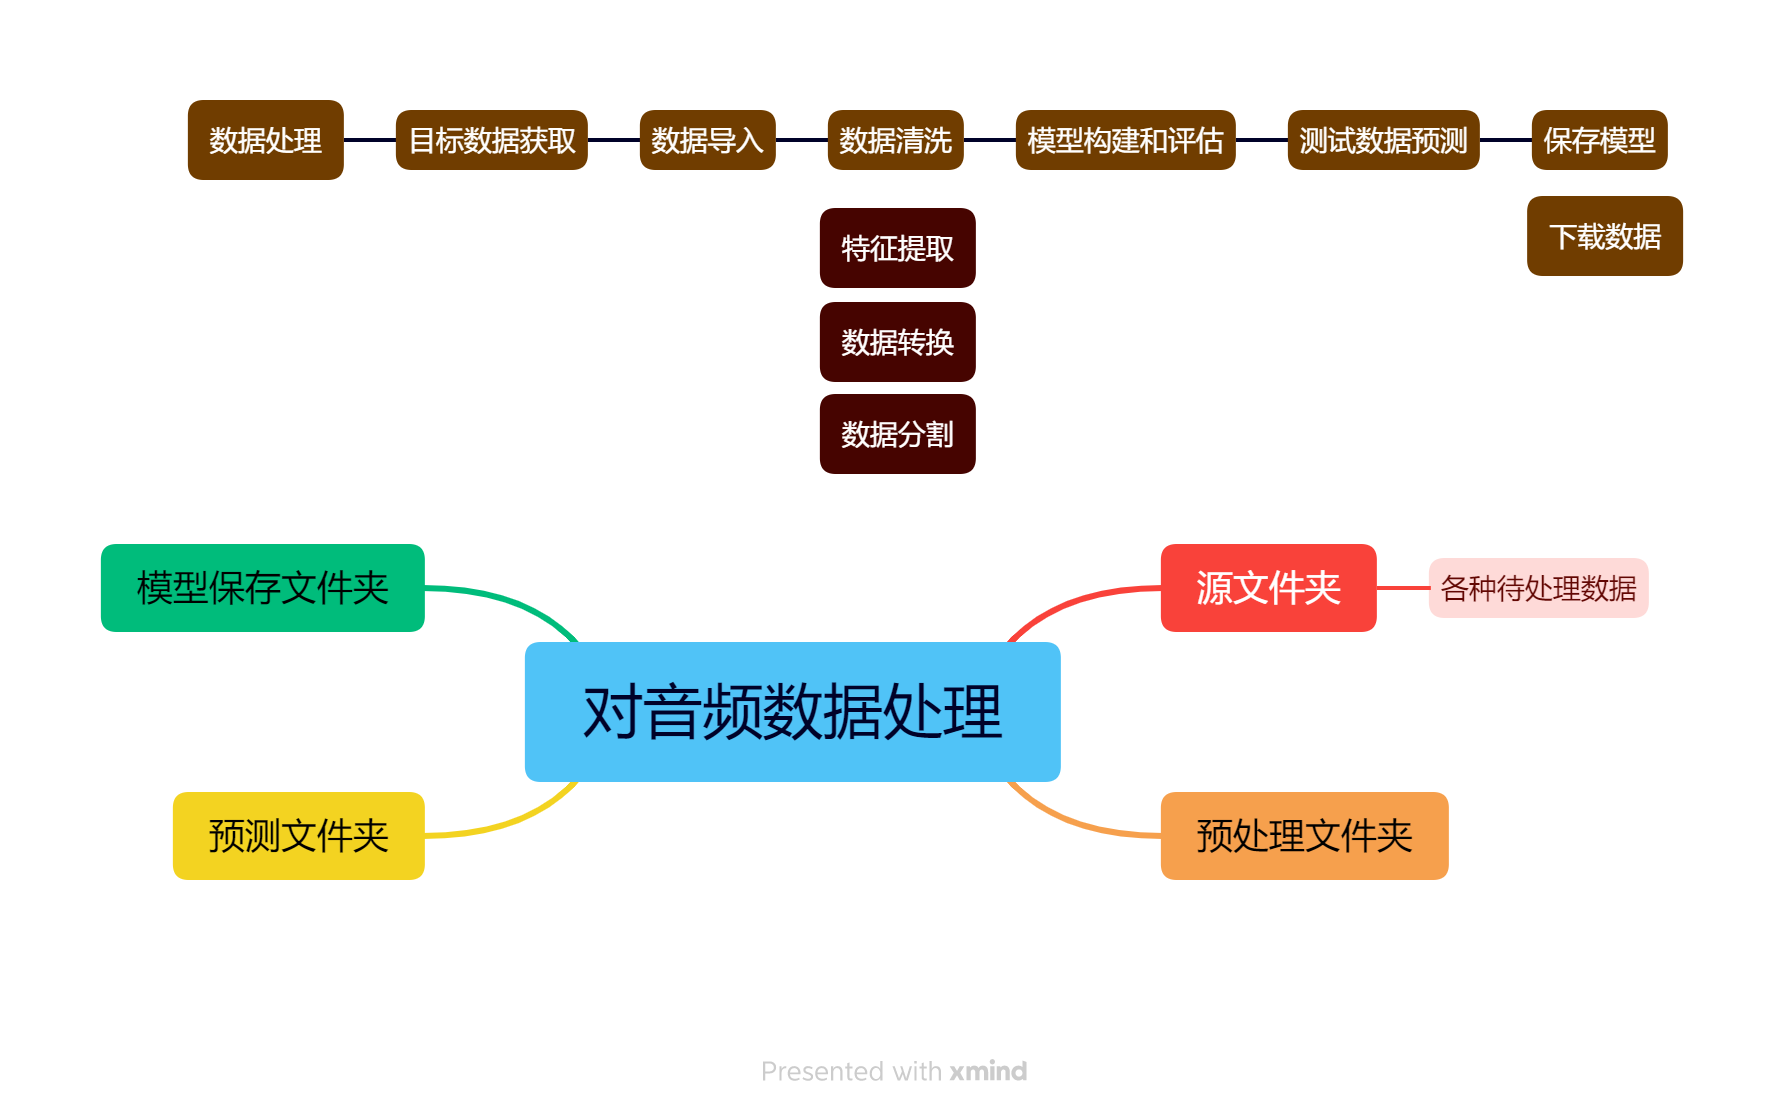 数据处理
目标数据获取
数据导入
数据清洗
模型构建和评估
测试数据预测
保存模型
下载数据
特征提取
数据转换
数据分割
模型保存文件夹
源文件夹
各种待处理数据
对音频数据处理
预测文件夹
预处理文件夹
Presented with xmind